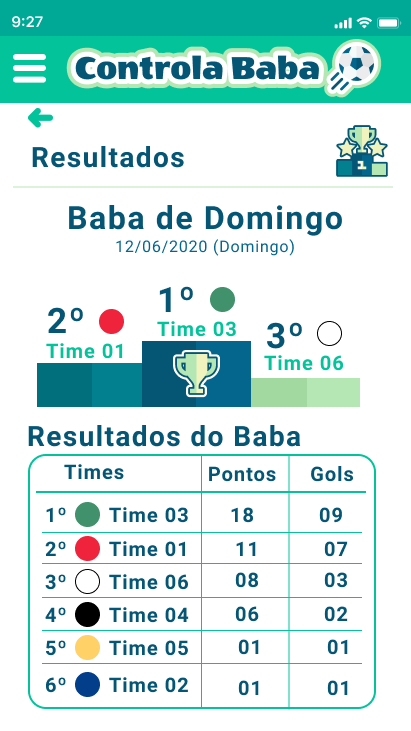 9:27
Controla Baba
Resultados
1
Baba de Domingo
12/06/2020 (Domingo)
1º
Time 03
2º
Time 01
3º
Time 06
Resultados do Baba
Times Pontos Gols
1º Time 03 18 09
2º Time 01 11 07
3º Time 06 08 03
4º Time 04 06 02
5º Time 05 01 01
6º Time 02 01 01